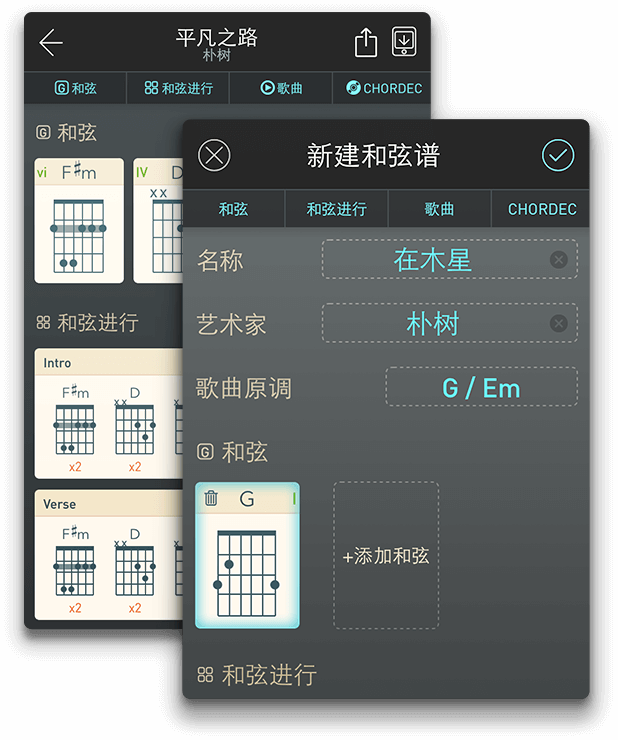 平凡之路
朴树
G 和弦
和弦进行
歌曲
CHORDEC
G 和弦
vi F#m
IV D
x x
和弦进行
Intro
F#m
D
x x
x2
x2
Verse
F#m
D
x x
x2
x2
新建和弦谱
和弦
和弦进行
歌曲
CHORDEC
名称
在木星
艺术家
朴树
歌曲原调
G / Em
G 和弦
G I
+添加和弦
和弦进行